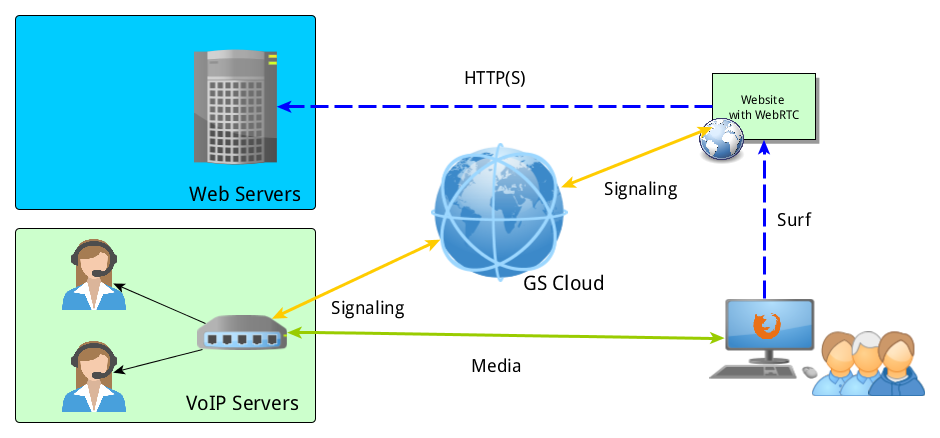 HTTP(S)
Website
with WebRTC
Web Servers
Signaling
Surf
GS Cloud
Signaling
Media
VoIP Servers